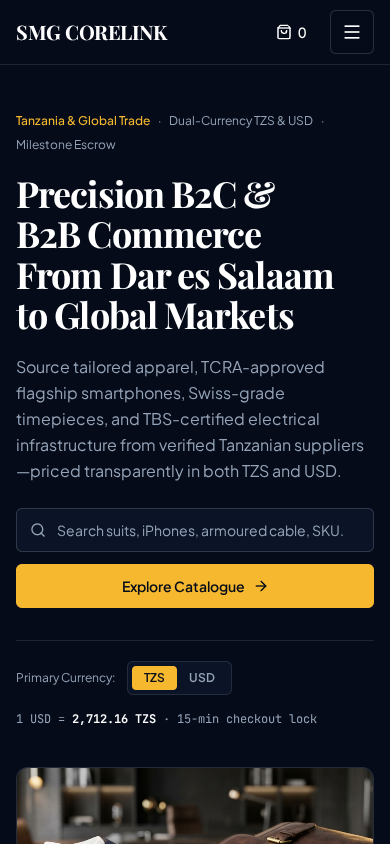 SMG CORELINK
0
Tanzania & Global Trade · Dual-Currency TZS & USD ·
Milestone Escrow
Precision B2C &
B2B Commerce
From Dar es Salaam
to Global Markets
Source tailored apparel, TCRA-approved
flagship smartphones, Swiss-grade
timepieces, and TBS-certified electrical
infrastructure from verified Tanzanian suppliers
—priced transparently in both TZS and USD.
Search suits, iPhones, armoured cable, SKU.
Explore Catalogue →
Primary Currency: TZS USD
1 USD = 2,712.16 TZS · 15-min checkout lock